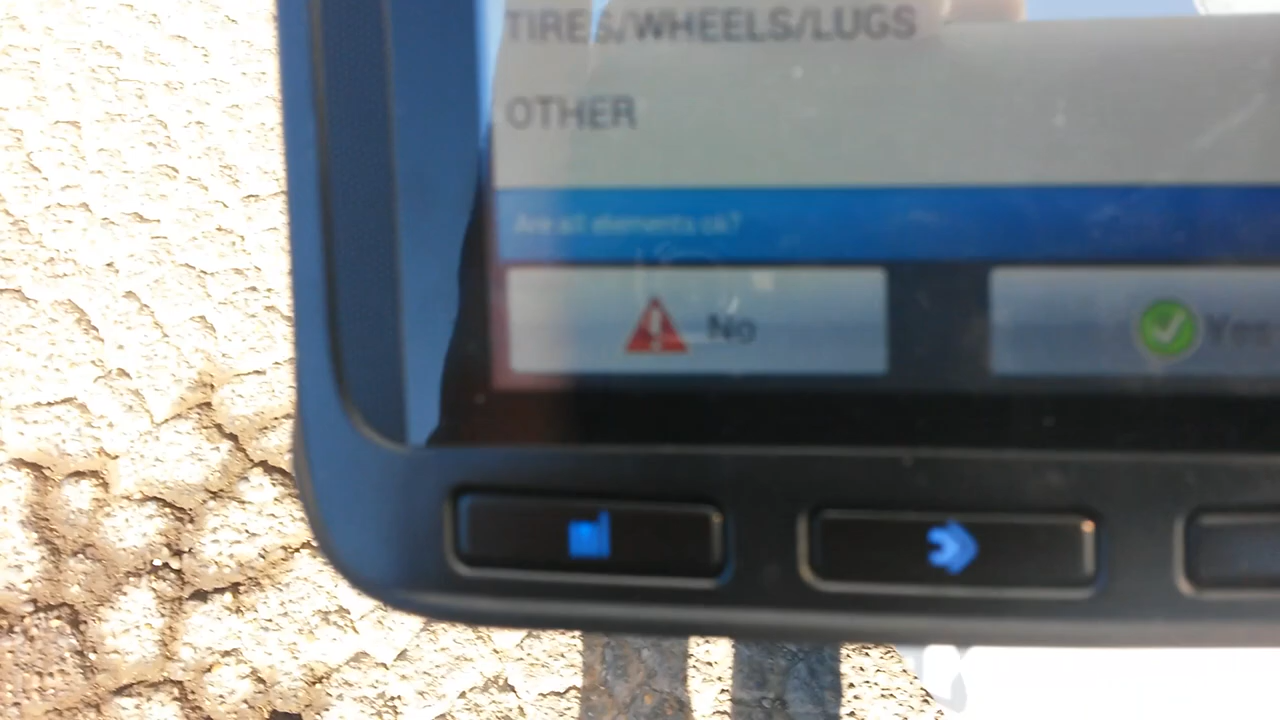 TIRES/WHEELS/LUGS
OTHER
Are all elements ok?
No
Yes